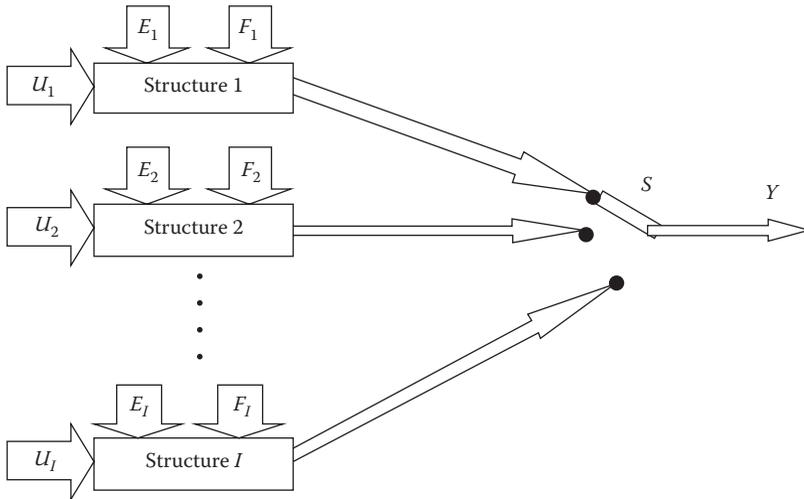 E1 F1
U1 Structure 1
S Y
E2 F2
U2 Structure 2
EI FI
UI Structure I